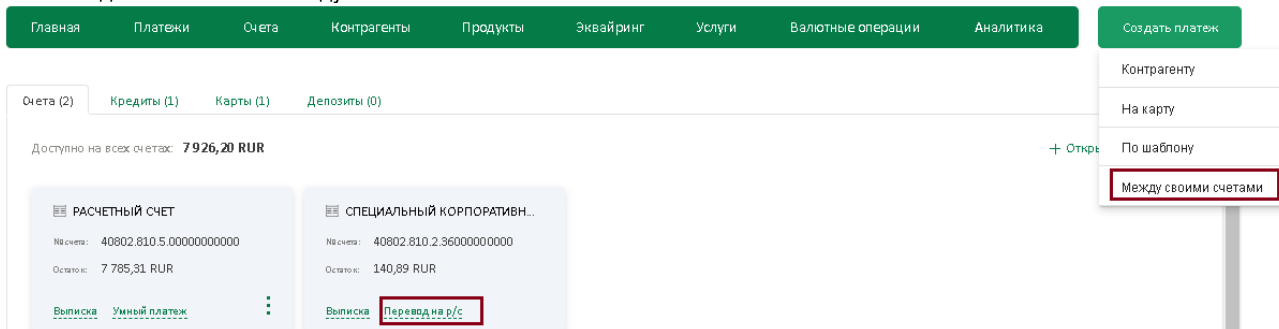 Главная Платежи Счета Контрагенты Продукты Эквайринг Услуги Валютные операции Аналитика Создать платеж
Контрагенту
Счета (2) Кредиты (1) Карты (1) Депозиты (0)
На карту
Доступно на всех счетах: 7 926,20 RUR
По шаблону
Между своими счетами
РАСЧЕТНЫЙ СЧЕТ СПЕЦИАЛЬНЫЙ КОРПОРАТИВН...
№ счета: 40802.810.5.00000000000 № счета: 40802.810.2.36000000000
Остаток: 7 785,31 RUR Остаток: 140,89 RUR
Выписка Умный платеж Выписка Перевод на р/с